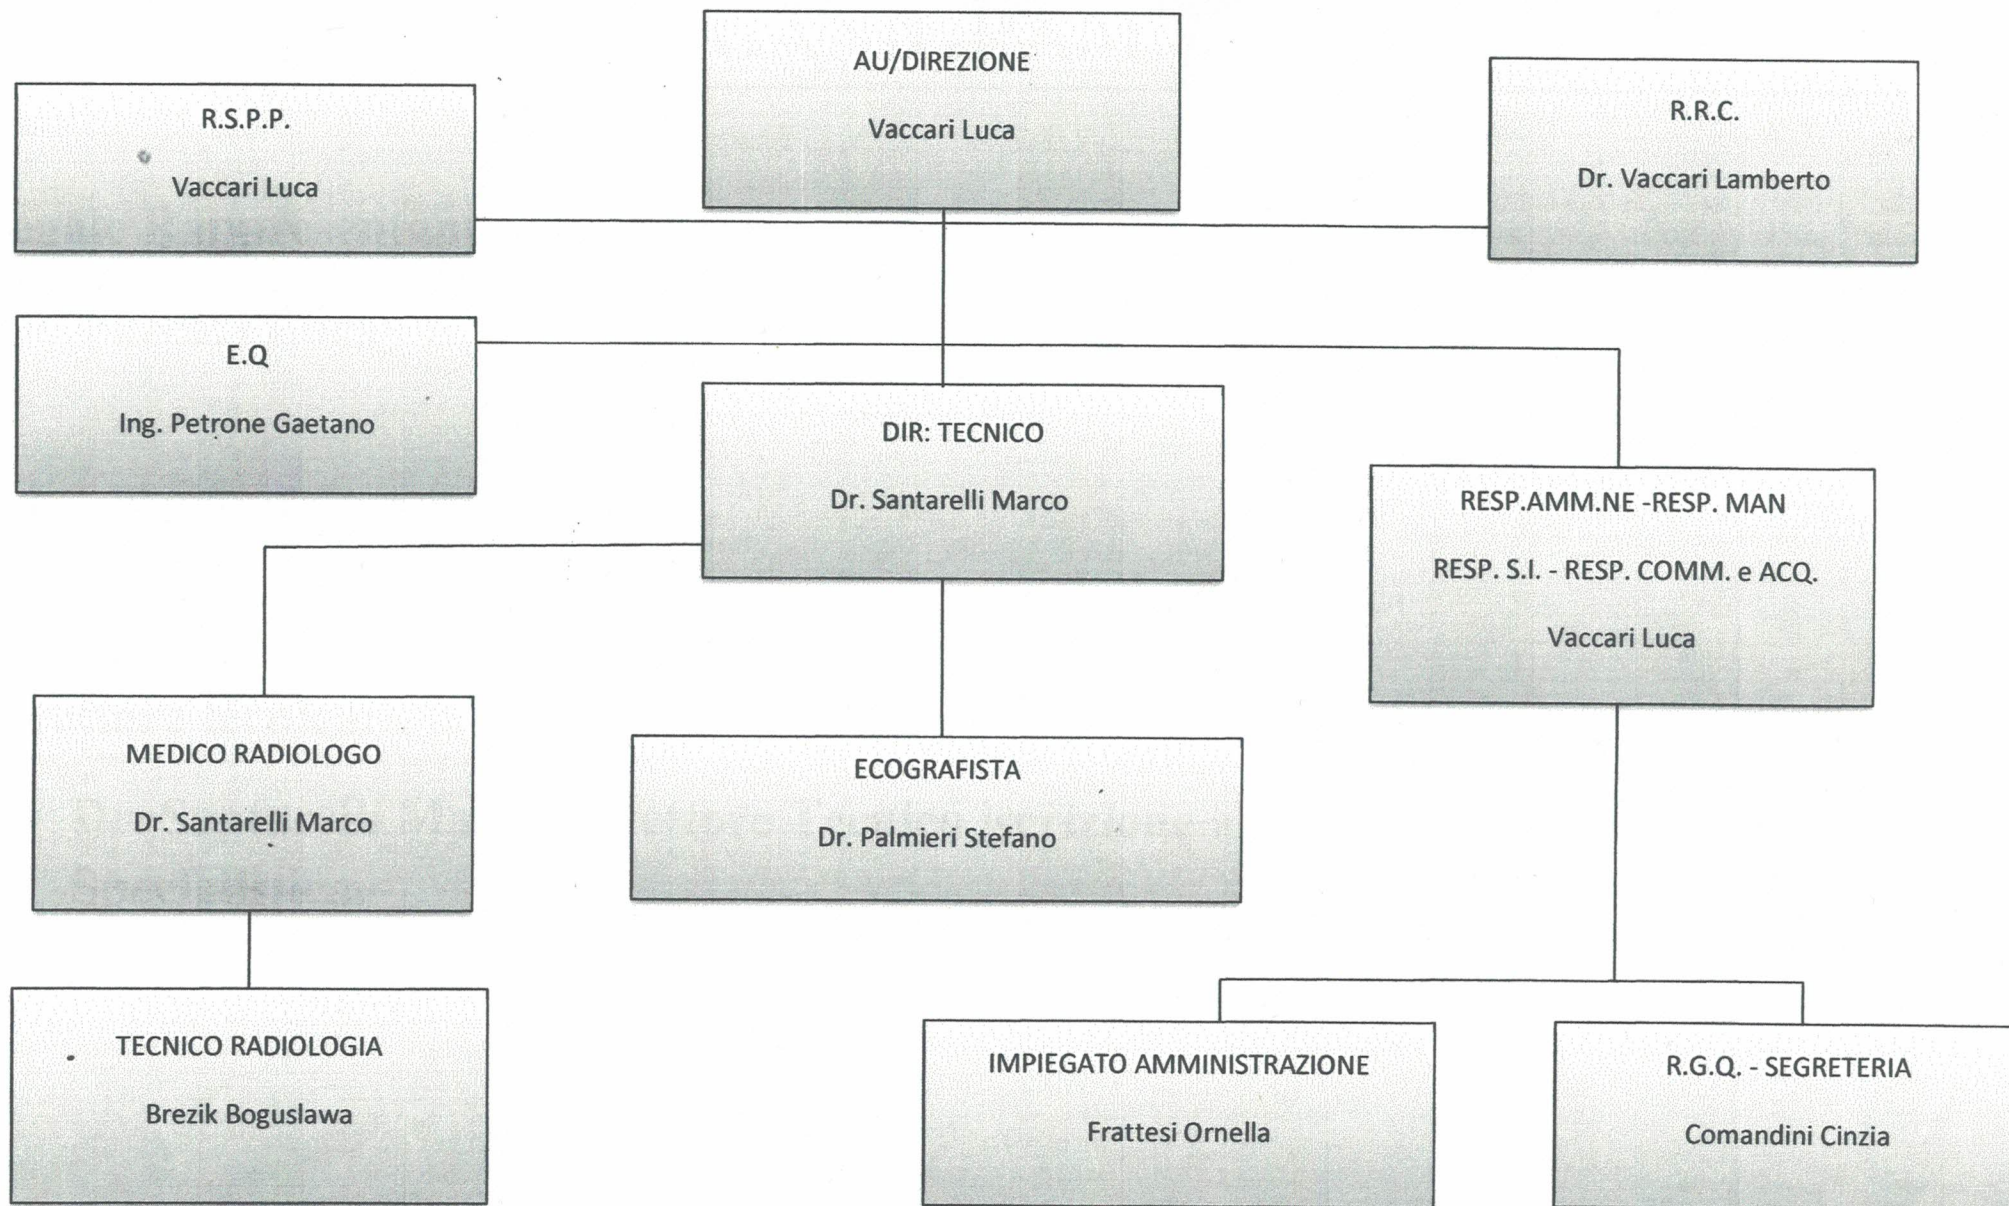 AU/DIREZIONE
Vaccari Luca
R.S.P.P.
Vaccari Luca
R.R.C.
Dr. Vaccari Lamberto
E.Q
Ing. Petrone Gaetano
DIR: TECNICO
Dr. Santarelli Marco
RESP.AMM.NE -RESP. MAN
RESP. S.I. - RESP. COMM. e ACQ.
Vaccari Luca
MEDICO RADIOLOGO
Dr. Santarelli Marco
ECOGRAFISTA
Dr. Palmieri Stefano
TECNICO RADIOLOGIA
Brezik Boguslawa
IMPIEGATO AMMINISTRAZIONE
Frattesi Ornella
R.G.Q. - SEGRETERIA
Comandini Cinzia